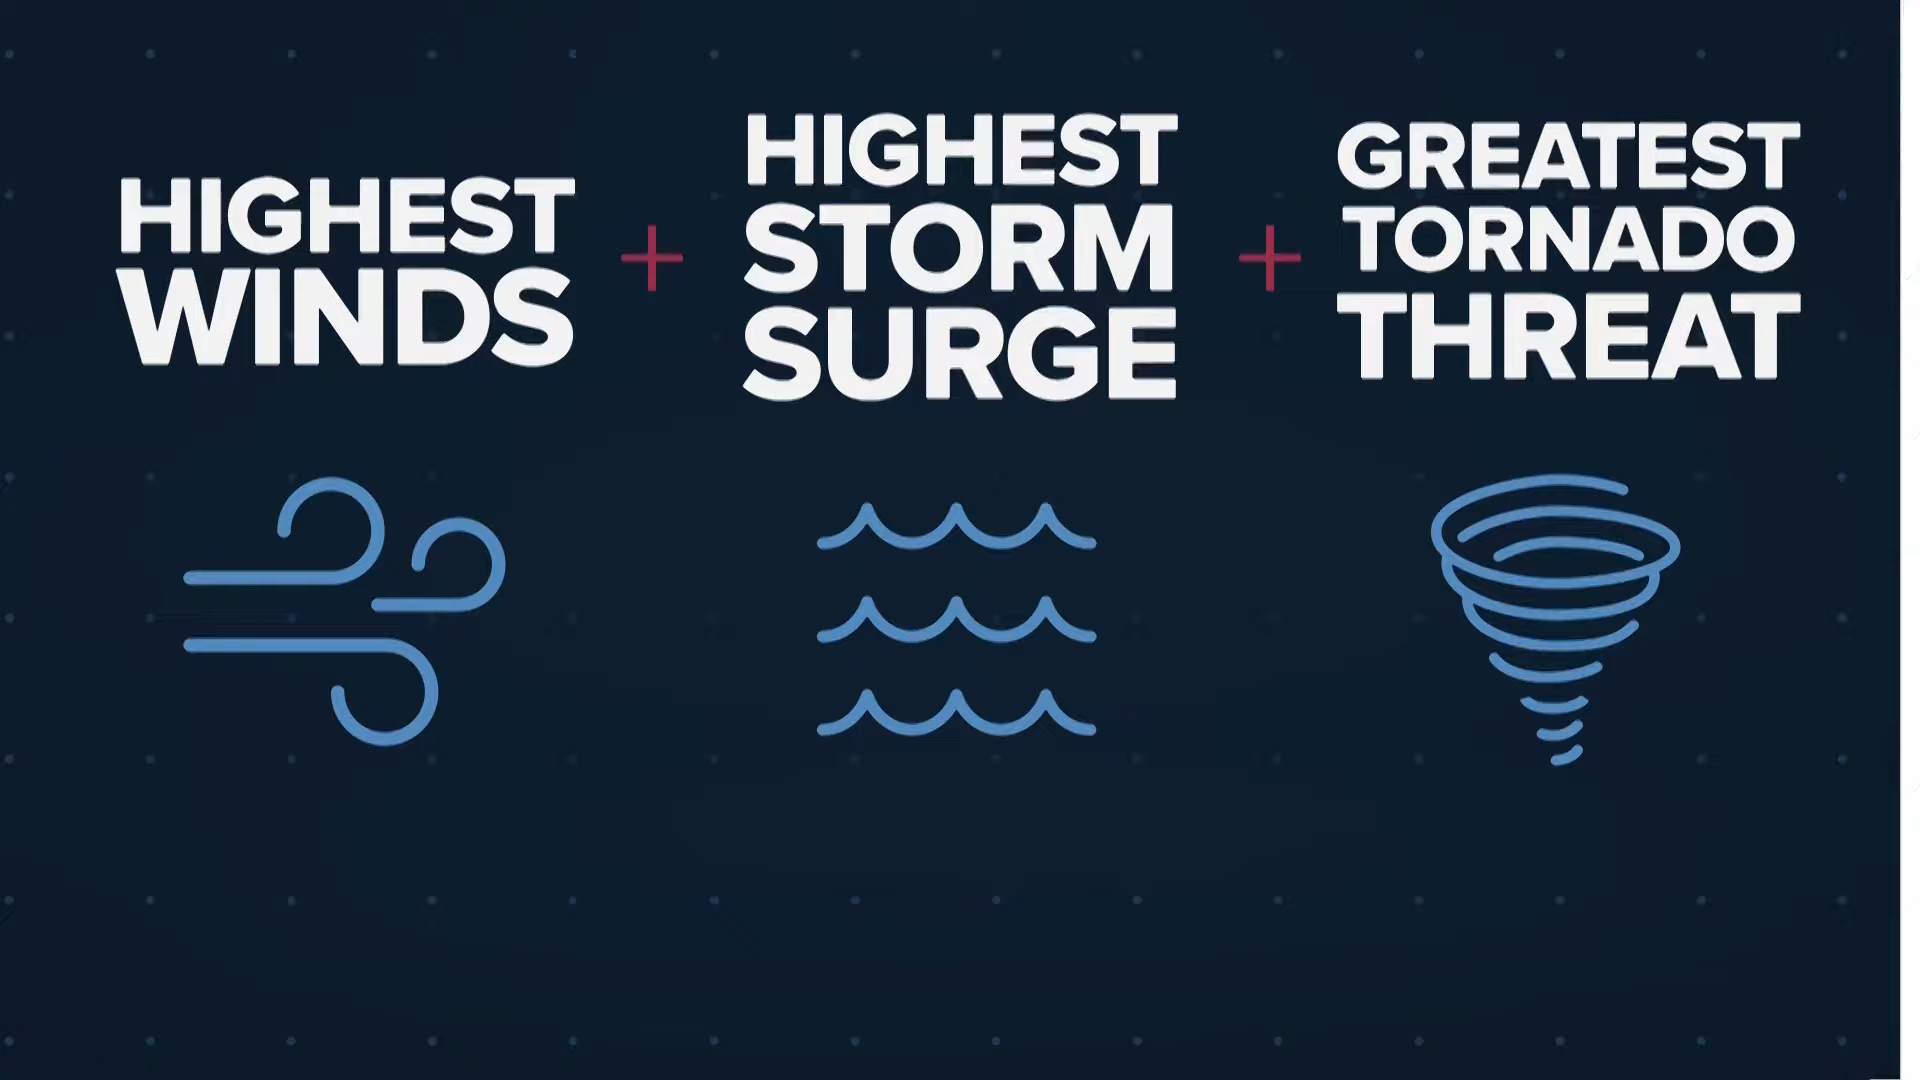 HIGHEST
WINDS
+
HIGHEST
STORM
SURGE
+
GREATEST
TORNADO
THREAT